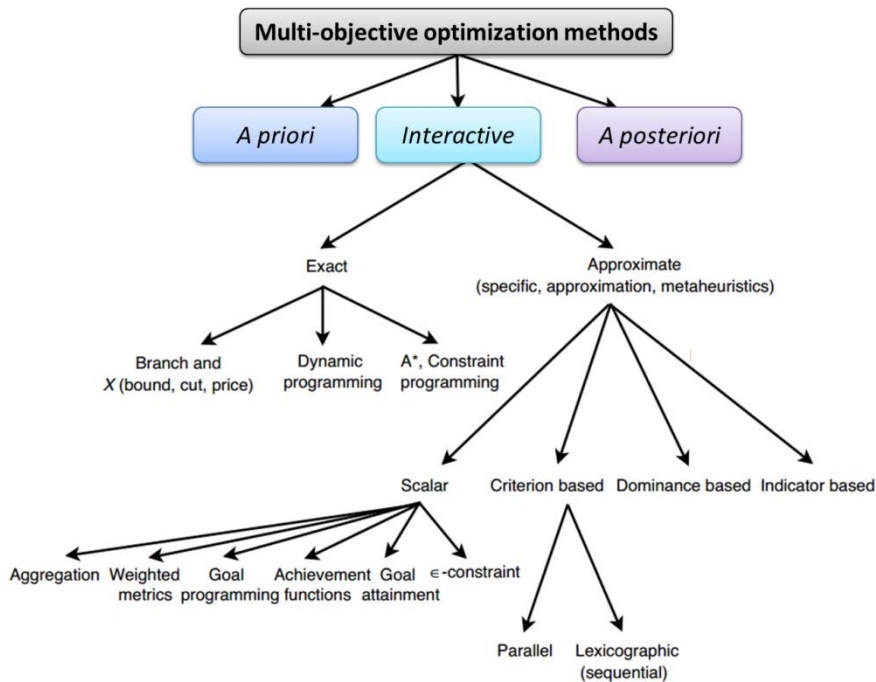 Multi-objective optimization methods
A priori
Interactive
A posteriori
Exact
Approximate
(specific, approximation, metaheuristics)
Branch and
X (bound, cut, price)
Dynamic
programming
A*, Constraint
programming
Scalar
Criterion based
Dominance based
Indicator based
Aggregation
Weighted
metrics
Goal
programming
Achievement
functions
Goal
attainment
∈-constraint
Parallel
Lexicographic
(sequential)